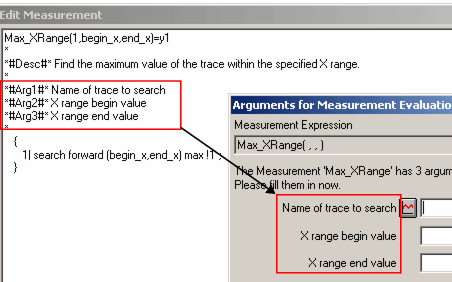 Edit Measurement
Max_XRange(1,begin_x,end_x)=y1
*
*#Desc#* Find the maximum value of the trace within the specified X range.
*
*#Arg1#* Name of trace to search
*#Arg2#* X range begin value
*#Arg3#* X range end value
*
{
1| search forward (begin_x,end_x) max !1 ;
}
Arguments for Measurement Evaluatio
Measurement Expression
Max_XRange( , , )
The Measurement 'Max_XRange' has 3 argum
Please fill them in now.
Name of trace to search
X range begin value
X range end value